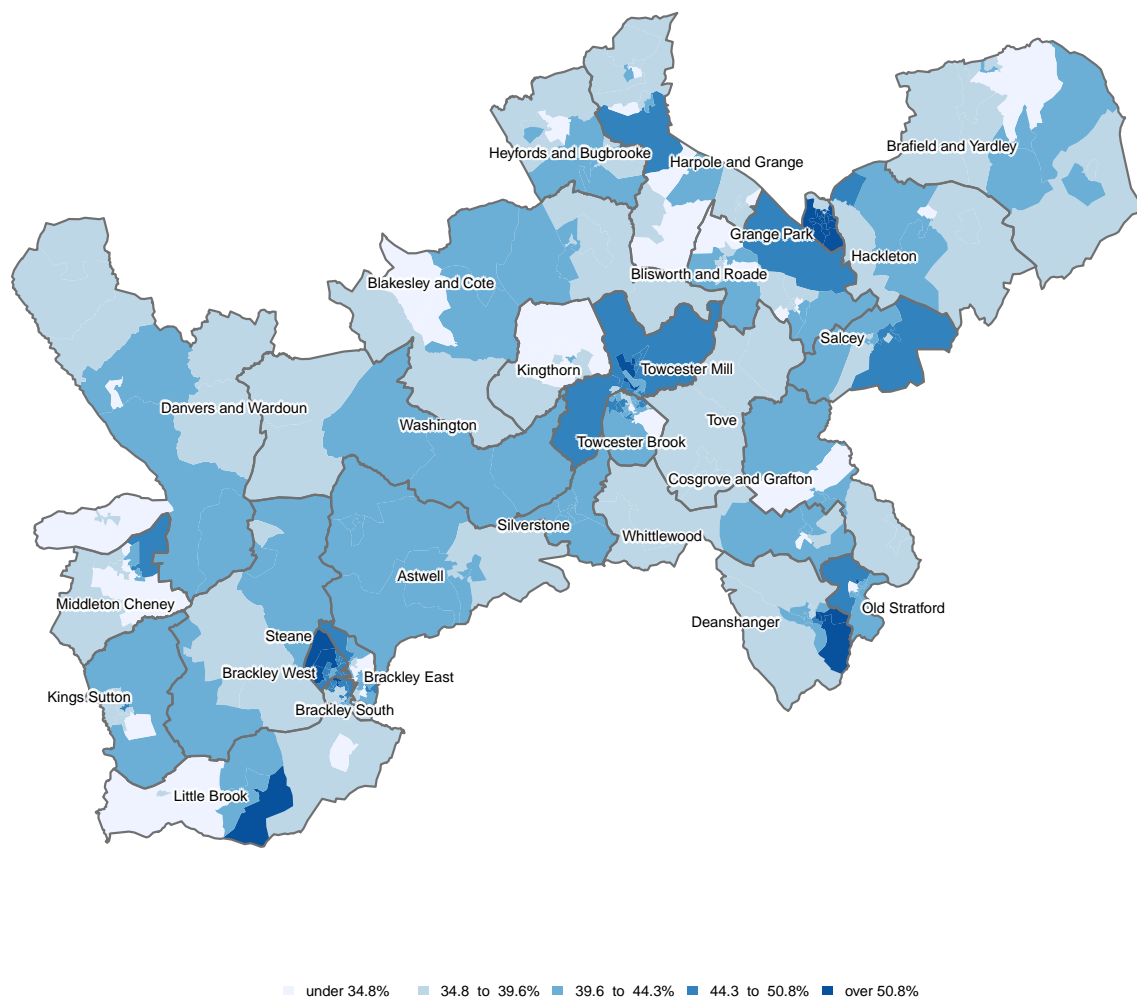 Heyfords and Bugbrooke
Harpole and Grange
Brafield and Yardley
Grange Park
Hackleton
Blisworth and Roade
Blakesley and Cote
Salcey
Kingthorn
Towcester Mill
Danvers and Wardoun
Washington
Tove
Towcester Brook
Cosgrove and Grafton
Silverstone
Whittlewood
Astwell
Middleton Cheney
Old Stratford
Deanshanger
Steane
Brackley West
Brackley East
Kings Sutton
Brackley South
Little Brook
under 34.8% 34.8 to 39.6% 39.6 to 44.3% 44.3 to 50.8% over 50.8%